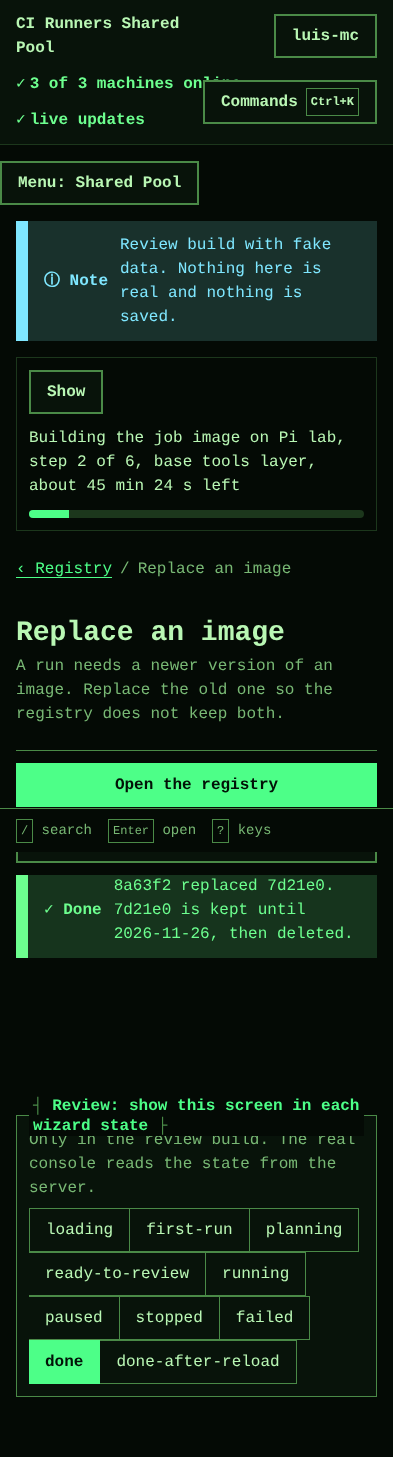 CI Runners Shared
Pool
luis-mc
✓ 3 of 3 machines online
Commands Ctrl+K
✓ live updates
Menu: Shared Pool
ⓘ Note
Review build with fake
data. Nothing here is
real and nothing is
saved.
Show
Building the job image on Pi lab,
step 2 of 6, base tools layer,
about 45 min 24 s left
‹ Registry / Replace an image
Replace an image
A run needs a newer version of an
image. Replace the old one so the
registry does not keep both.
Open the registry
/ search Enter open ? keys
✓ Done
8a63f2 replaced 7d21e0.
7d21e0 is kept until
2026-11-26, then deleted.
┤ Review: show this screen in each
wizard state ├
Only in the review build. The real
console reads the state from the
server.
loading first-run planning
ready-to-review running
paused stopped failed
done done-after-reload